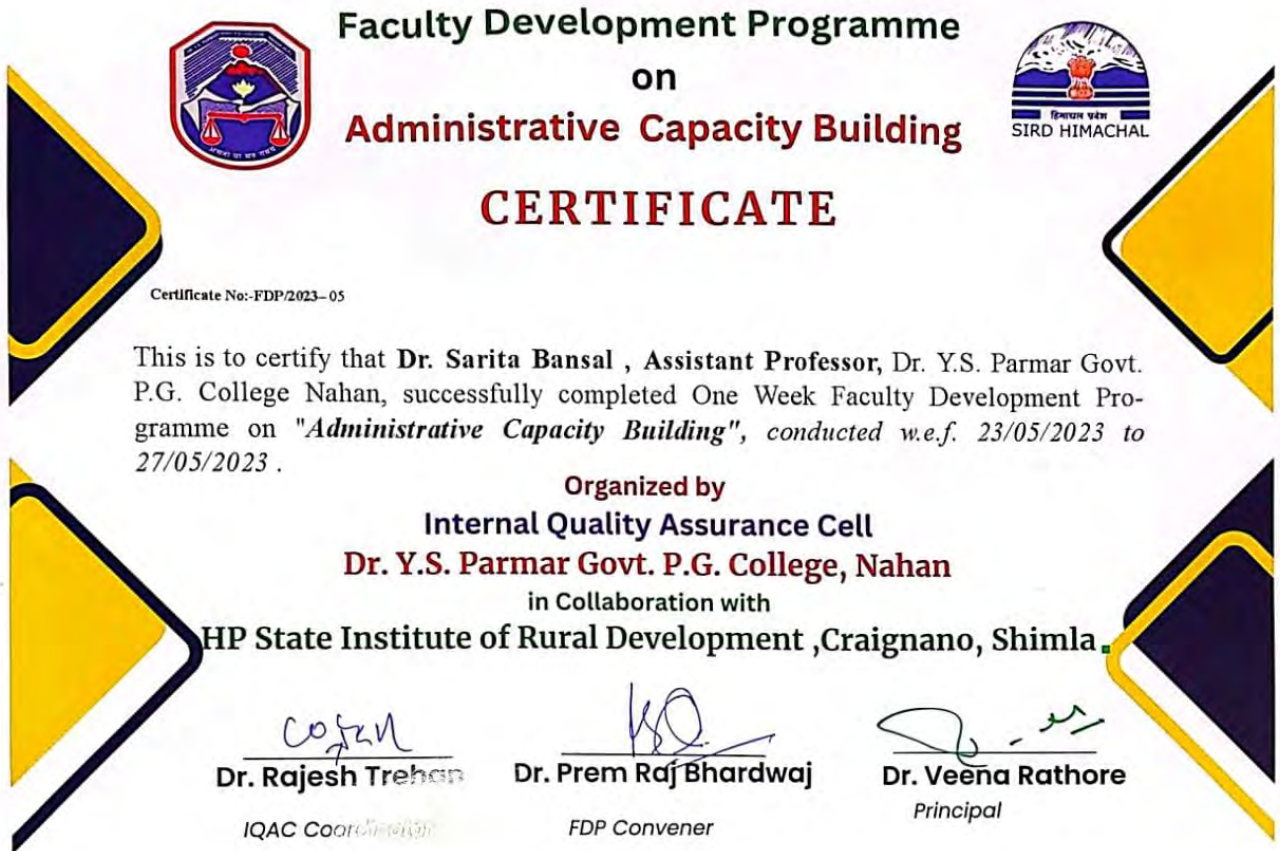 Faculty Development Programme
on
Administrative Capacity Building
हिमाचल प्रदेश
SIRD HIMACHAL
CERTIFICATE
Certificate No:-FDP/2023–05
This is to certify that Dr. Sarita Bansal , Assistant Professor, Dr. Y.S. Parmar Govt.
P.G. College Nahan, successfully completed One Week Faculty Development Pro-
gramme on "Administrative Capacity Building", conducted w.e.f. 23/05/2023 to
27/05/2023 .
Organized by
Internal Quality Assurance Cell
Dr. Y.S. Parmar Govt. P.G. College, Nahan
in Collaboration with
HP State Institute of Rural Development ,Craignano, Shimla.
Dr. Rajesh Trehan
Dr. Prem Raj Bhardwaj
Dr. Veena Rathore
IQAC Coordinator
FDP Convener
Principal